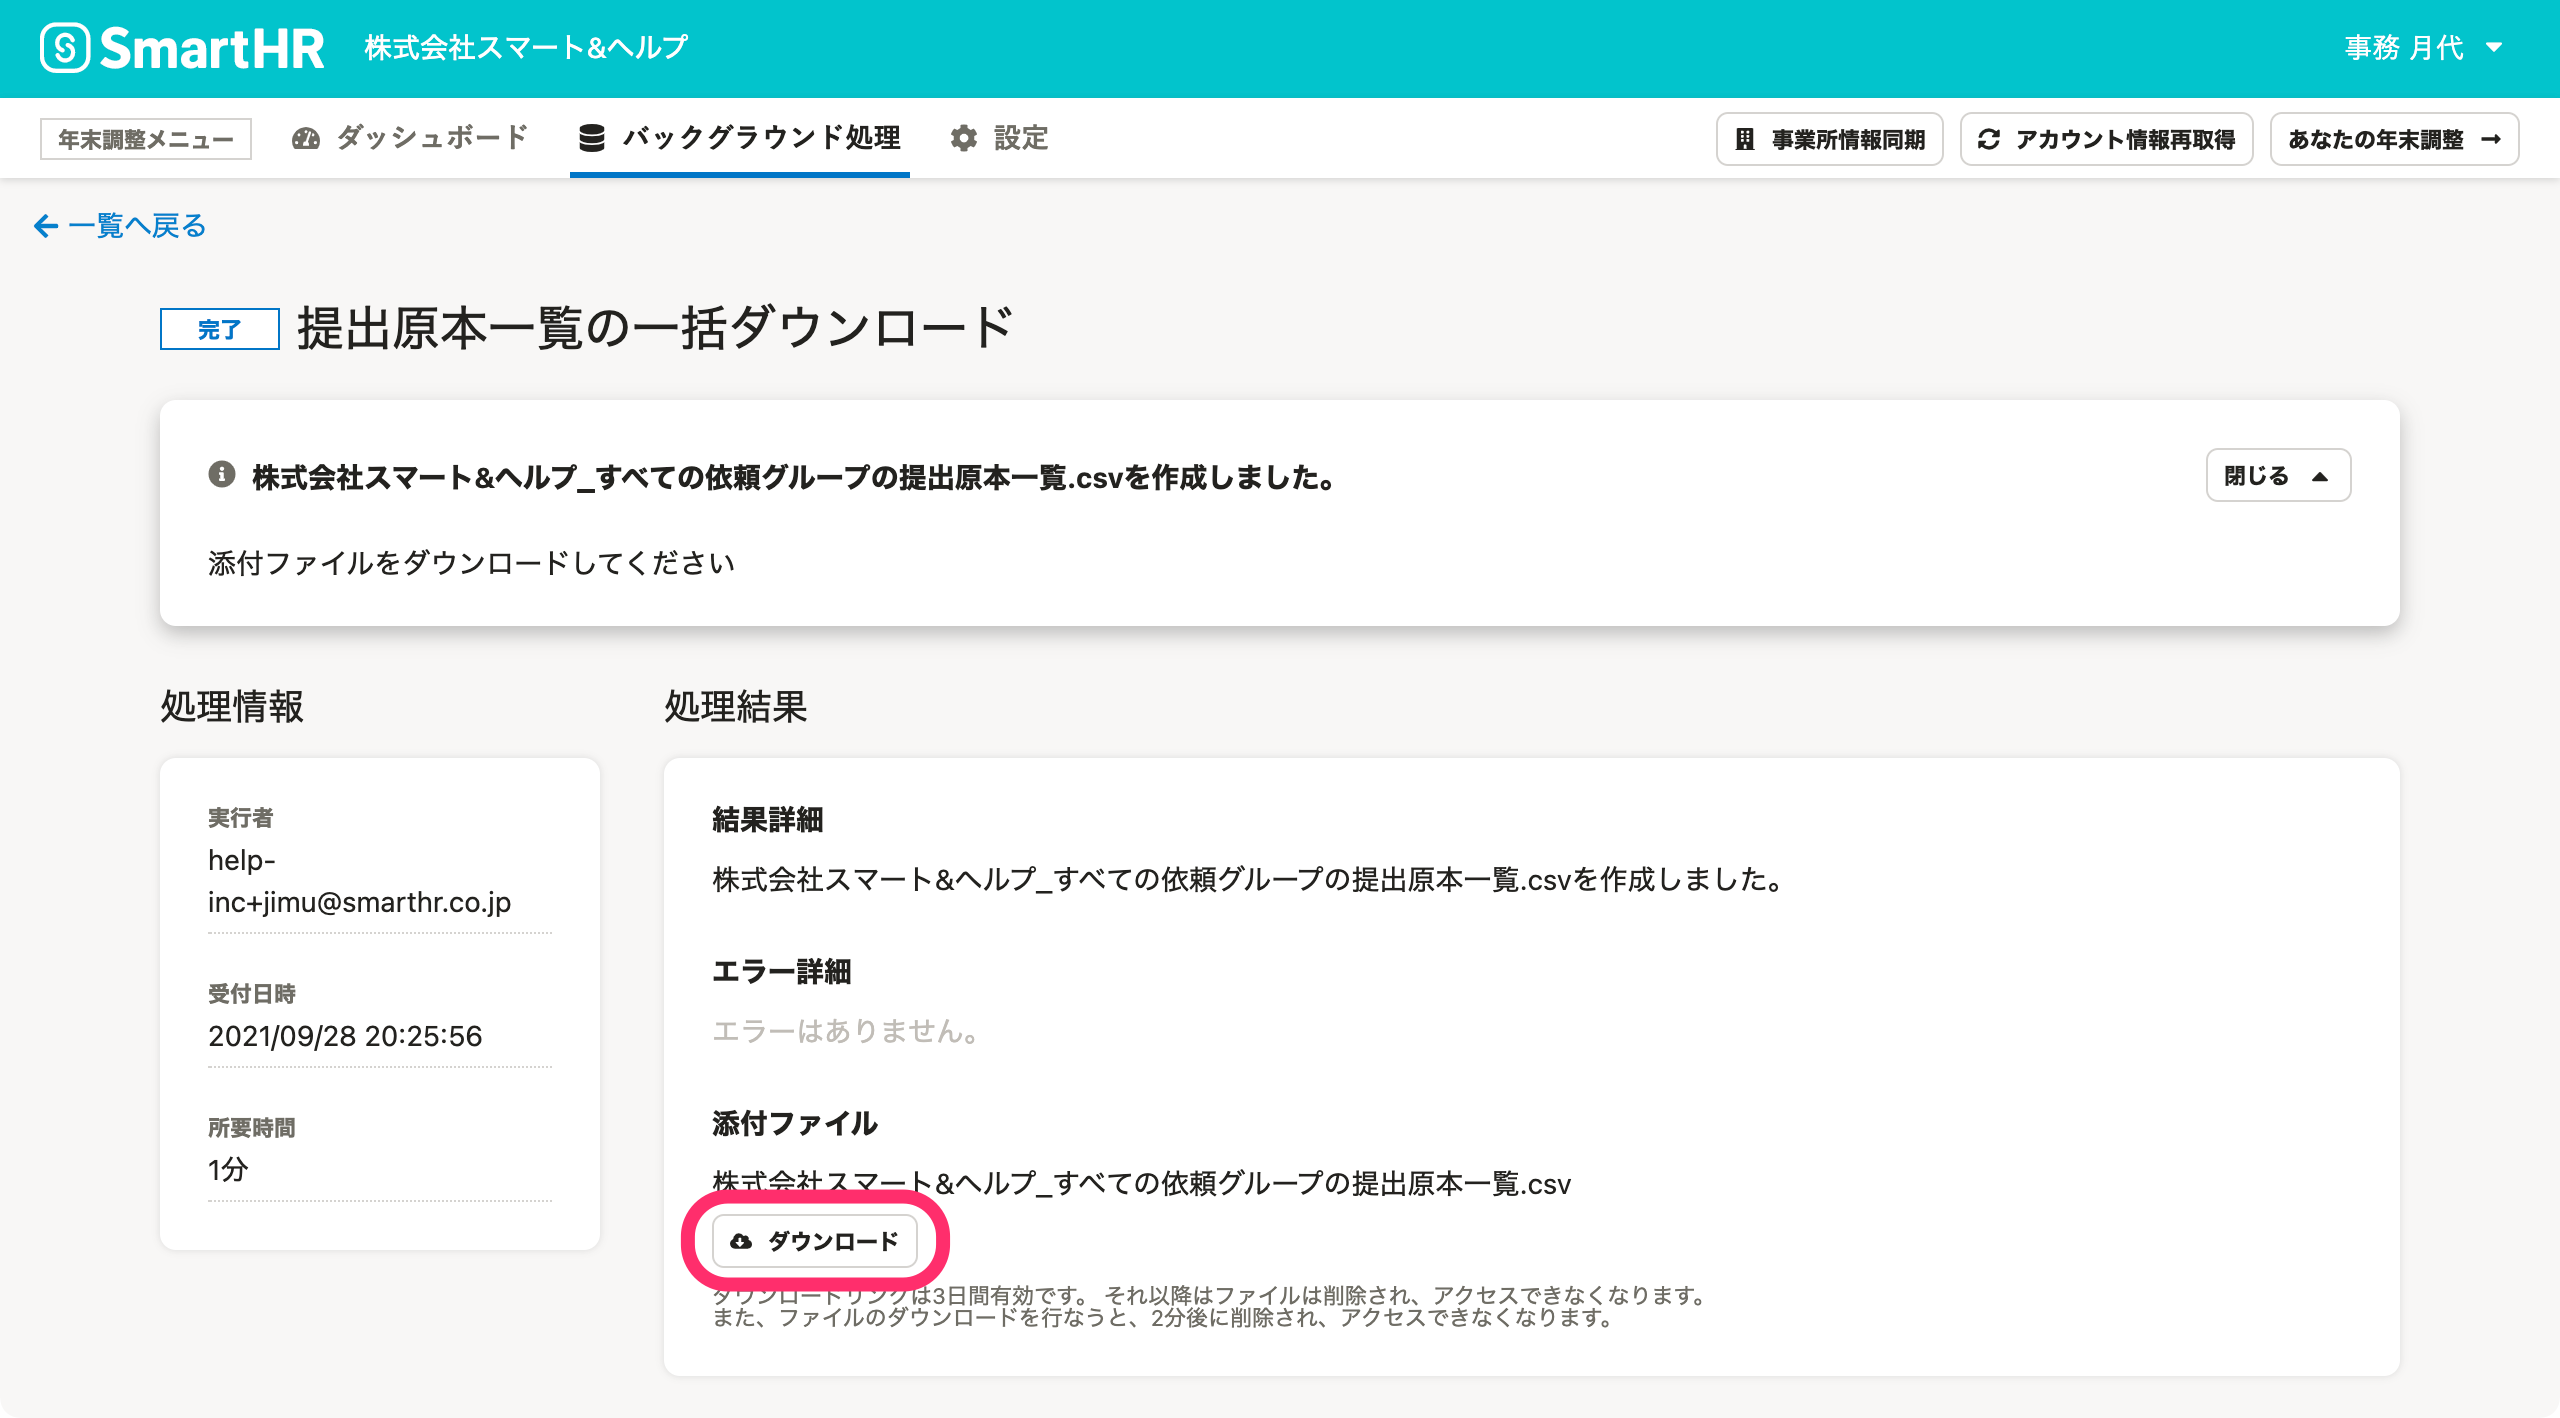 SmartHR 株式会社スマート&ヘルプ 事務 月代
年末調整メニュー ダッシュボード バックグラウンド処理 設定 事業所情報同期 アカウント情報再取得 あなたの年末調整
一覧へ戻る
完了 提出原本一覧の一括ダウンロード
株式会社スマート&ヘルプ_すべての依頼グループの提出原本一覧.csvを作成しました。 閉じる
添付ファイルをダウンロードしてください
処理情報
実行者
help-
inc+jimu@smarthr.co.jp
受付日時
2021/09/28 20:25:56
所要時間
1分
処理結果
結果詳細
株式会社スマート&ヘルプ_すべての依頼グループの提出原本一覧.csvを作成しました。
エラー詳細
エラーはありません。
添付ファイル
株式会社スマート&ヘルプ_すべての依頼グループの提出原本一覧.csv
ダウンロード
ダウンロードリンクは3日間有効です。 それ以降はファイルは削除され、アクセスできなくなります。
また、ファイルのダウンロードを行なうと、2分後に削除され、アクセスできなくなります。